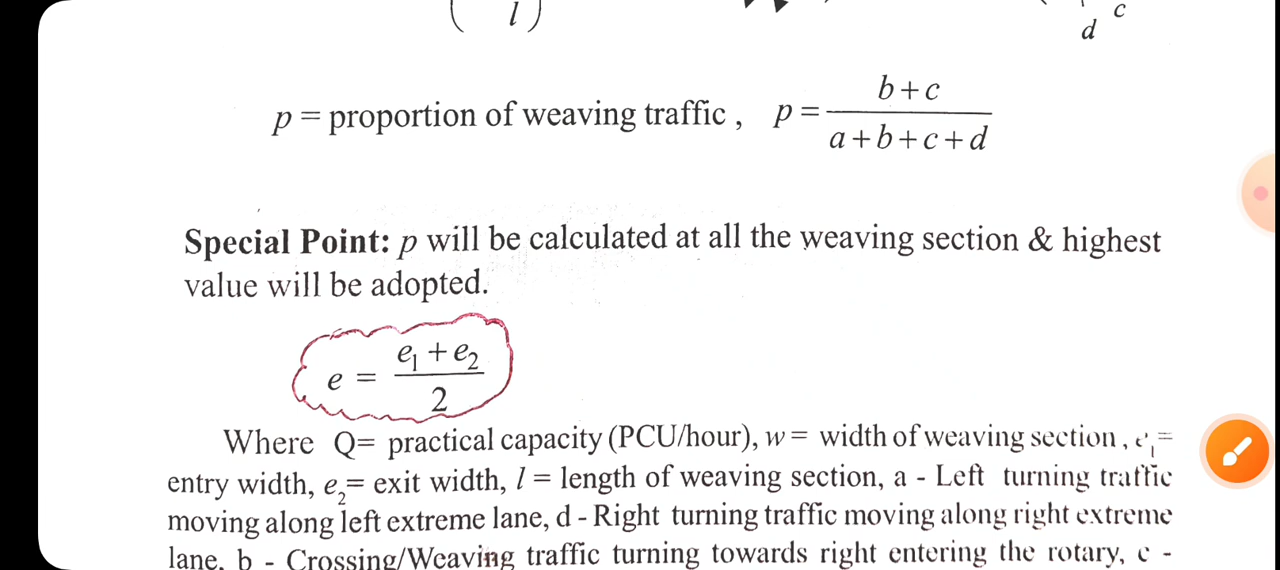 ( l )
d c
p = proportion of weaving traffic , p = \frac{b+c}{a+b+c+d}
Special Point: p will be calculated at all the weaving section & highest
value will be adopted.
e = \frac{e₁ + e₂}{2}
Where Q= practical capacity (PCU/hour), w = width of weaving section , e₁=
entry width, e₂= exit width, l = length of weaving section, a - Left turning traffic
moving along left extreme lane, d - Right turning traffic moving along right extreme
lane, b - Crossing/Weaving traffic turning towards right entering the rotary, c -